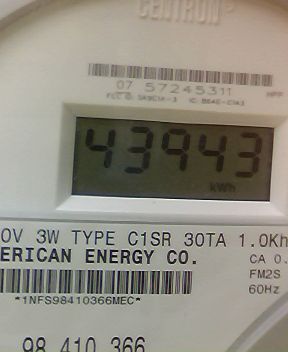 CENTRON
07 57245311
43943
kWh
0V 3W TYPE C1SR 30TA 1.0Kh
ERICAN ENERGY CO.
CA 0.
FM2S
60Hz
*1NFS98410366MEC*
98 410 366